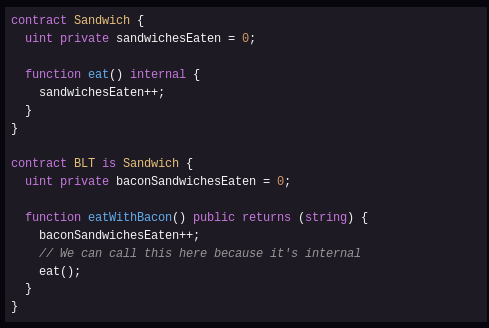 contract Sandwich {
  uint private sandwichesEaten = 0;

  function eat() internal {
    sandwichesEaten++;
  }
}

contract BLT is Sandwich {
  uint private baconSandwichesEaten = 0;

  function eatWithBacon() public returns (string) {
    baconSandwichesEaten++;
    // We can call this here because it's internal
    eat();
  }
}